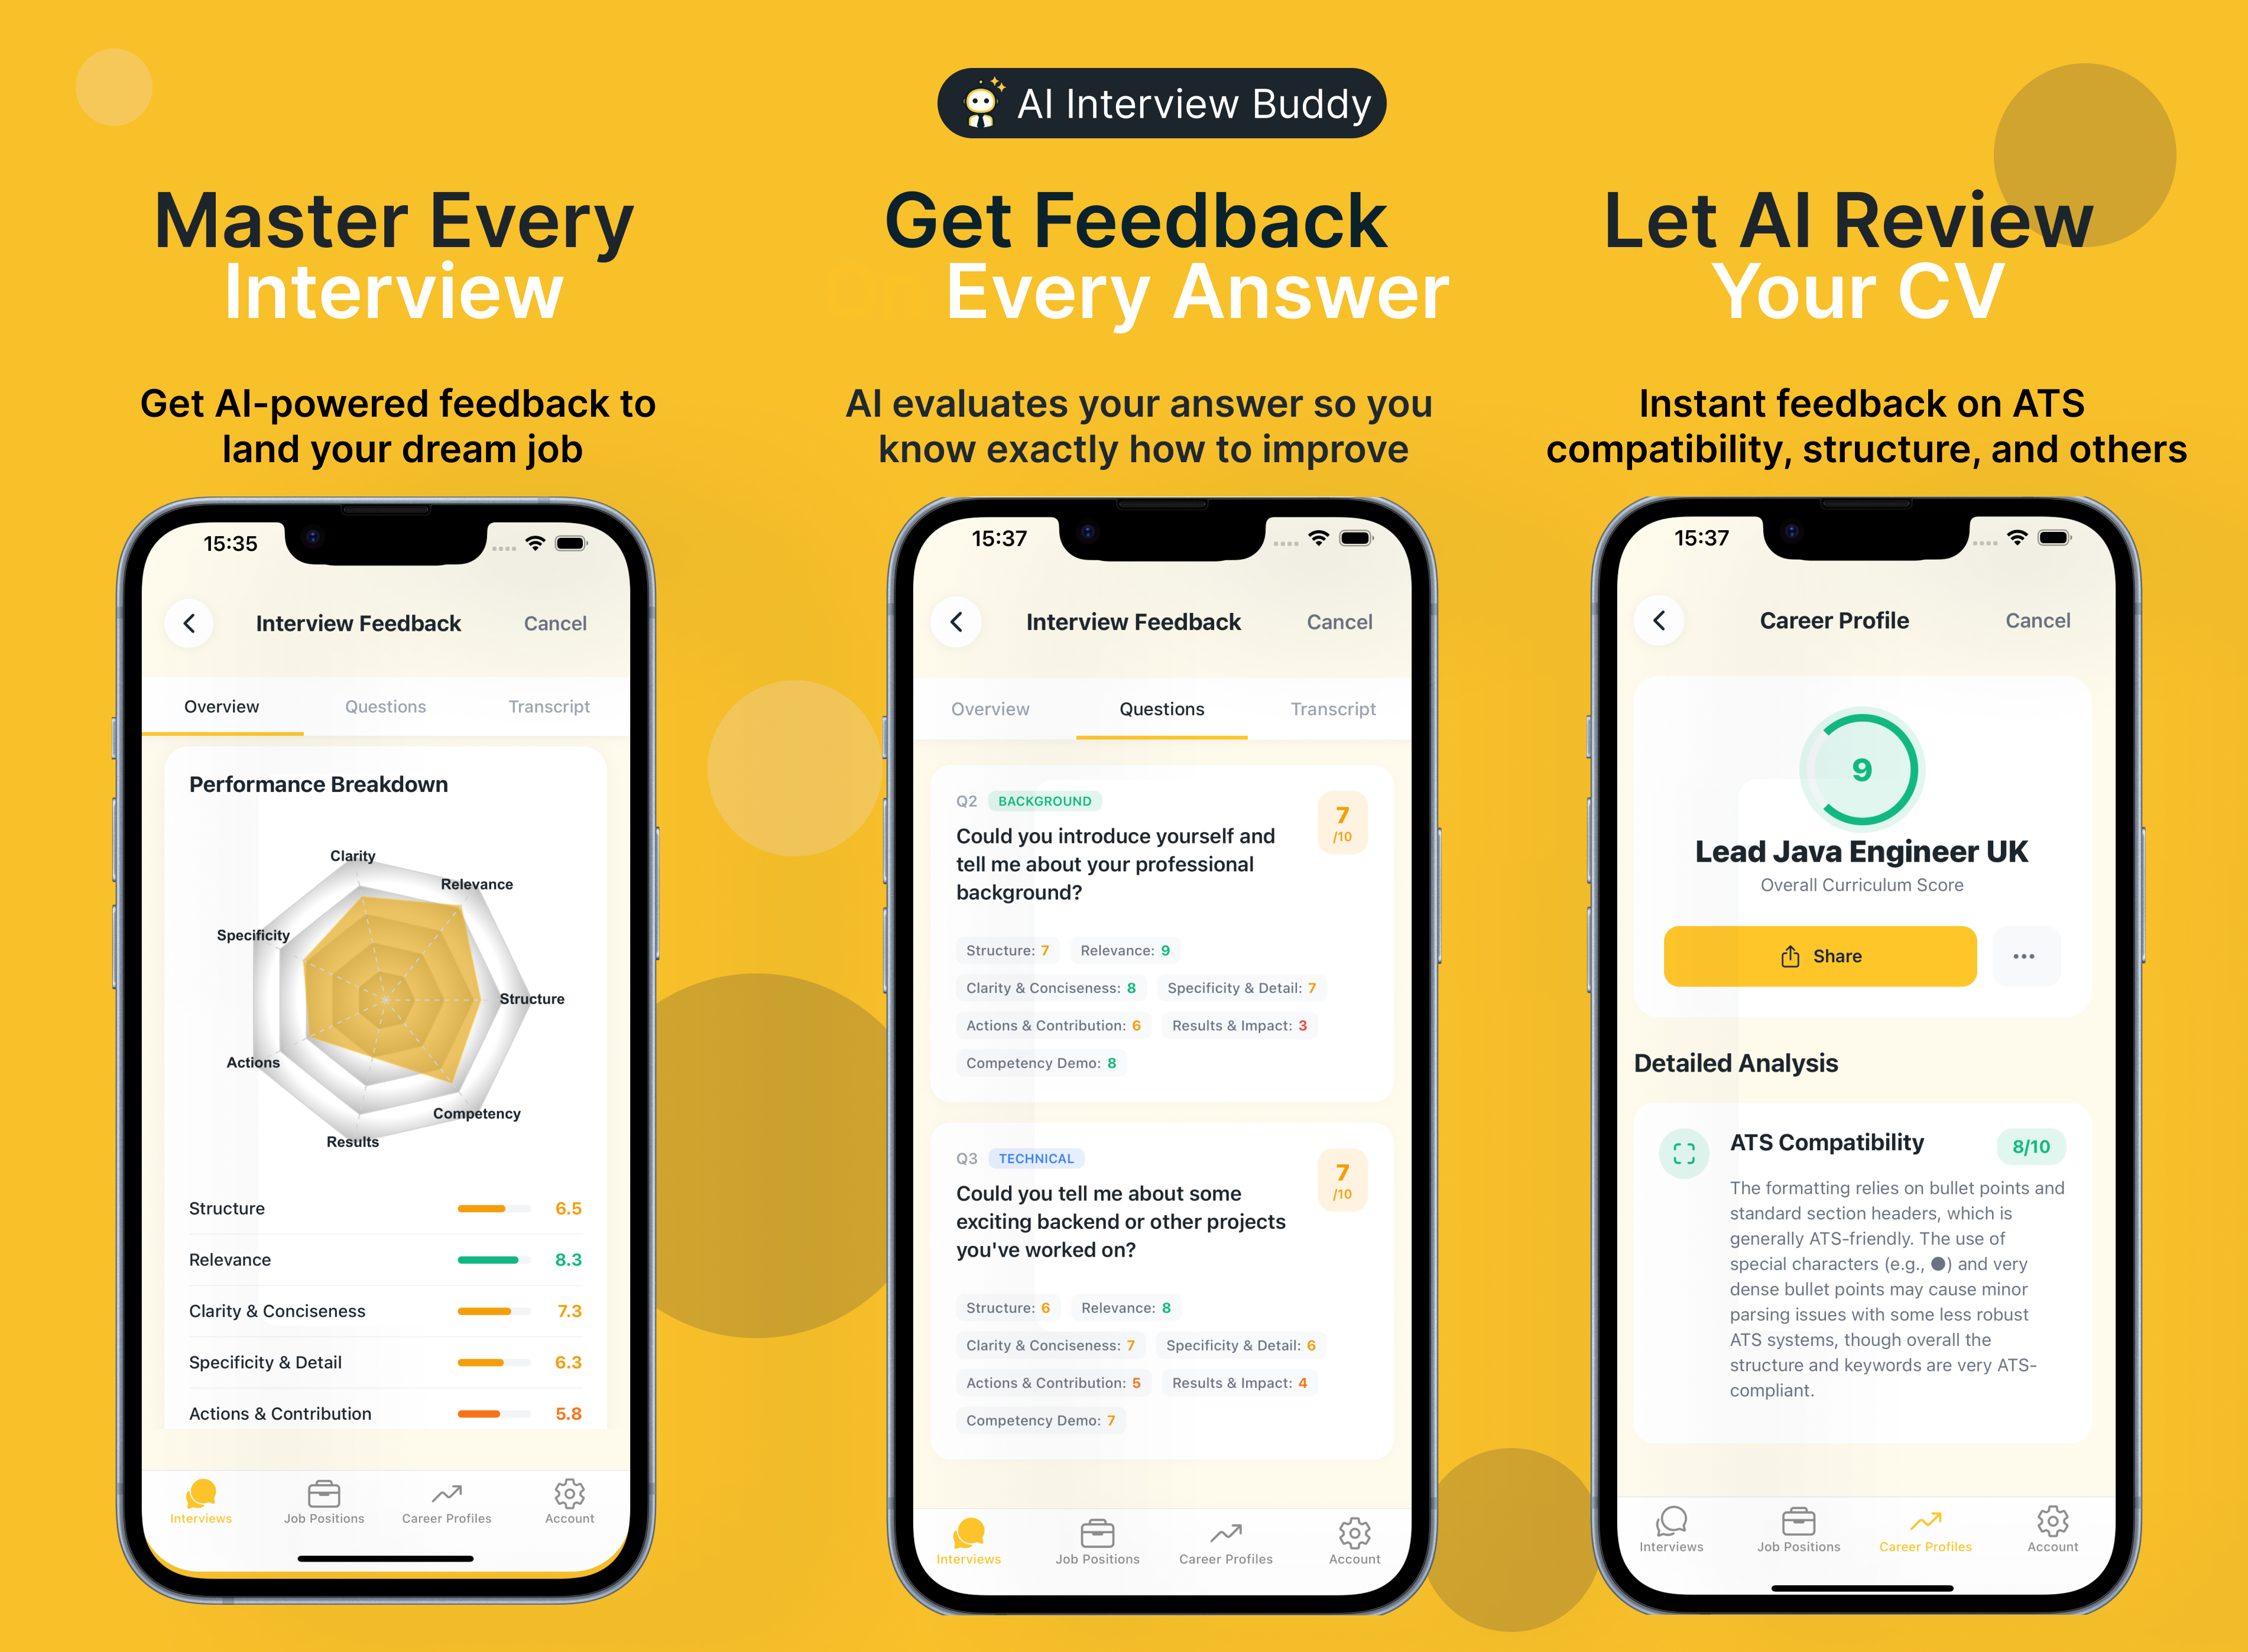 AI Interview Buddy
Master Every
Interview
Get AI-powered feedback to
land your dream job
15:35
Interview Feedback
Cancel
Overview
Questions
Transcript
Performance Breakdown
Clarity
Relevance
Specificity
Structure
Actions
Competency
Results
Structure
6.5
Relevance
8.3
Clarity & Conciseness
7.3
Specificity & Detail
6.3
Actions & Contribution
5.8
Interviews
Job Positions
Career Profiles
Account
Get Feedback
Every Answer
AI evaluates your answer so you
know exactly how to improve
15:37
Interview Feedback
Cancel
Overview
Questions
Transcript
Q2 BACKGROUND
7
/10
Could you introduce yourself and
tell me about your professional
background?
Structure: 7
Relevance: 9
Clarity & Conciseness: 8
Specificity & Detail: 7
Actions & Contribution: 6
Results & Impact: 3
Competency Demo: 8
Q3 TECHNICAL
7
/10
Could you tell me about some
exciting backend or other projects
you've worked on?
Structure: 6
Relevance: 8
Clarity & Conciseness: 7
Specificity & Detail: 6
Actions & Contribution: 5
Results & Impact: 4
Competency Demo: 7
Interviews
Job Positions
Career Profiles
Account
Let AI Review
Your CV
Instant feedback on ATS
compatibility, structure, and others
15:37
Career Profile
Cancel
9
Lead Java Engineer UK
Overall Curriculum Score
Share
Detailed Analysis
ATS Compatibility
8/10
The formatting relies on bullet points and
standard section headers, which is
generally ATS-friendly. The use of
special characters (e.g., ●) and very
dense bullet points may cause minor
parsing issues with some less robust
ATS systems, though overall the
structure and keywords are very ATS-
compliant.
Interviews
Job Positions
Career Profiles
Account